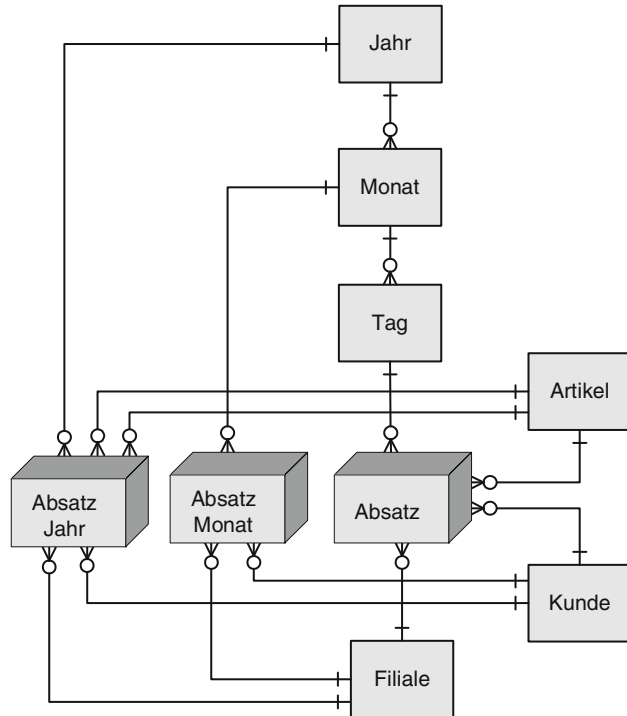 Jahr
Monat
Tag
Artikel
Absatz
Jahr
Absatz
Monat
Absatz
Kunde
Filiale